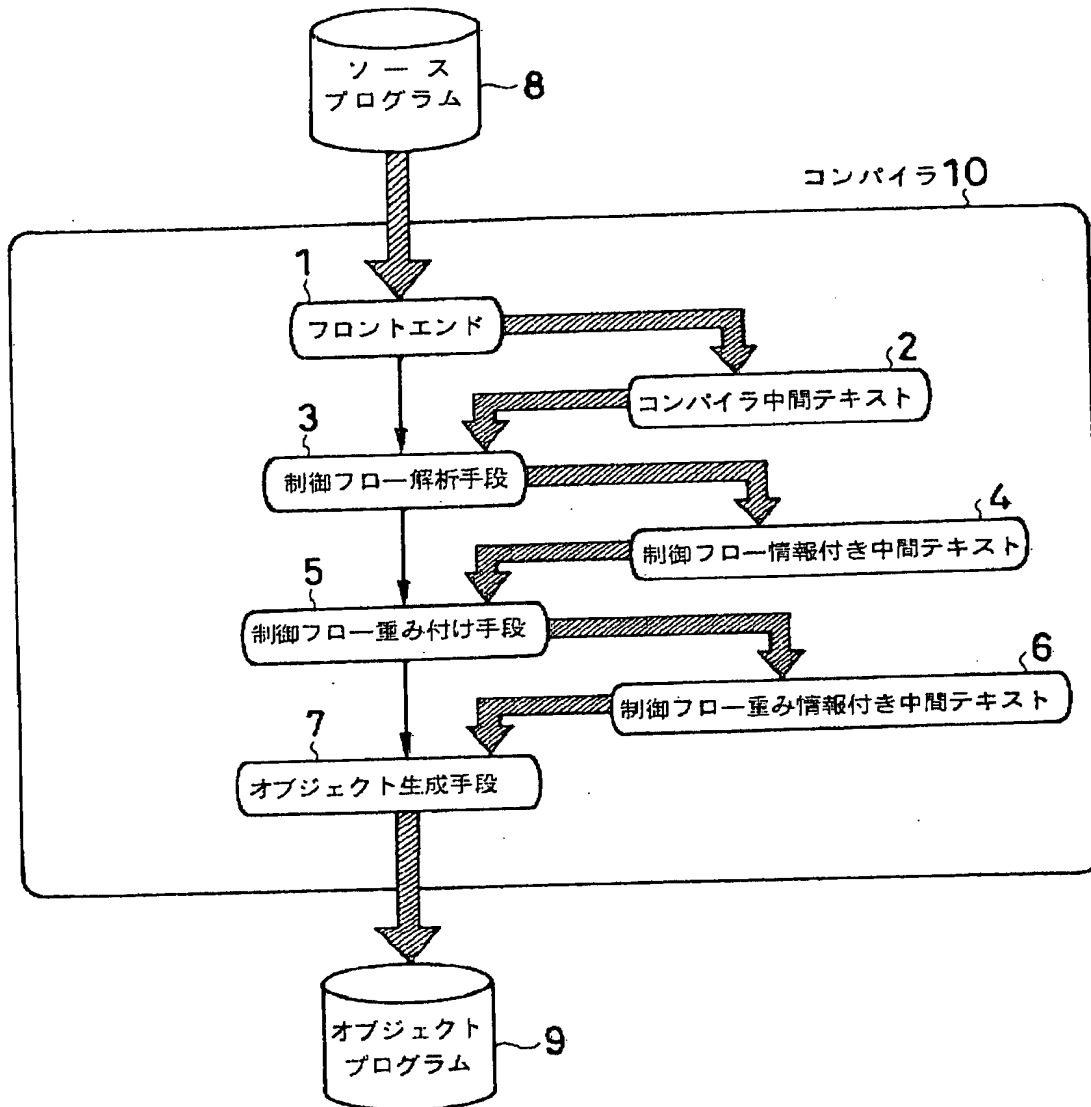 ソース
プログラム
8
コンパイラ10
1
フロントエンド
2
コンパイラ中間テキスト
3
制御フロー解析手段
4
制御フロー情報付き中間テキスト
5
制御フロー重み付け手段
6
制御フロー重み情報付き中間テキスト
7
オブジェクト生成手段
オブジェクト
プログラム
9